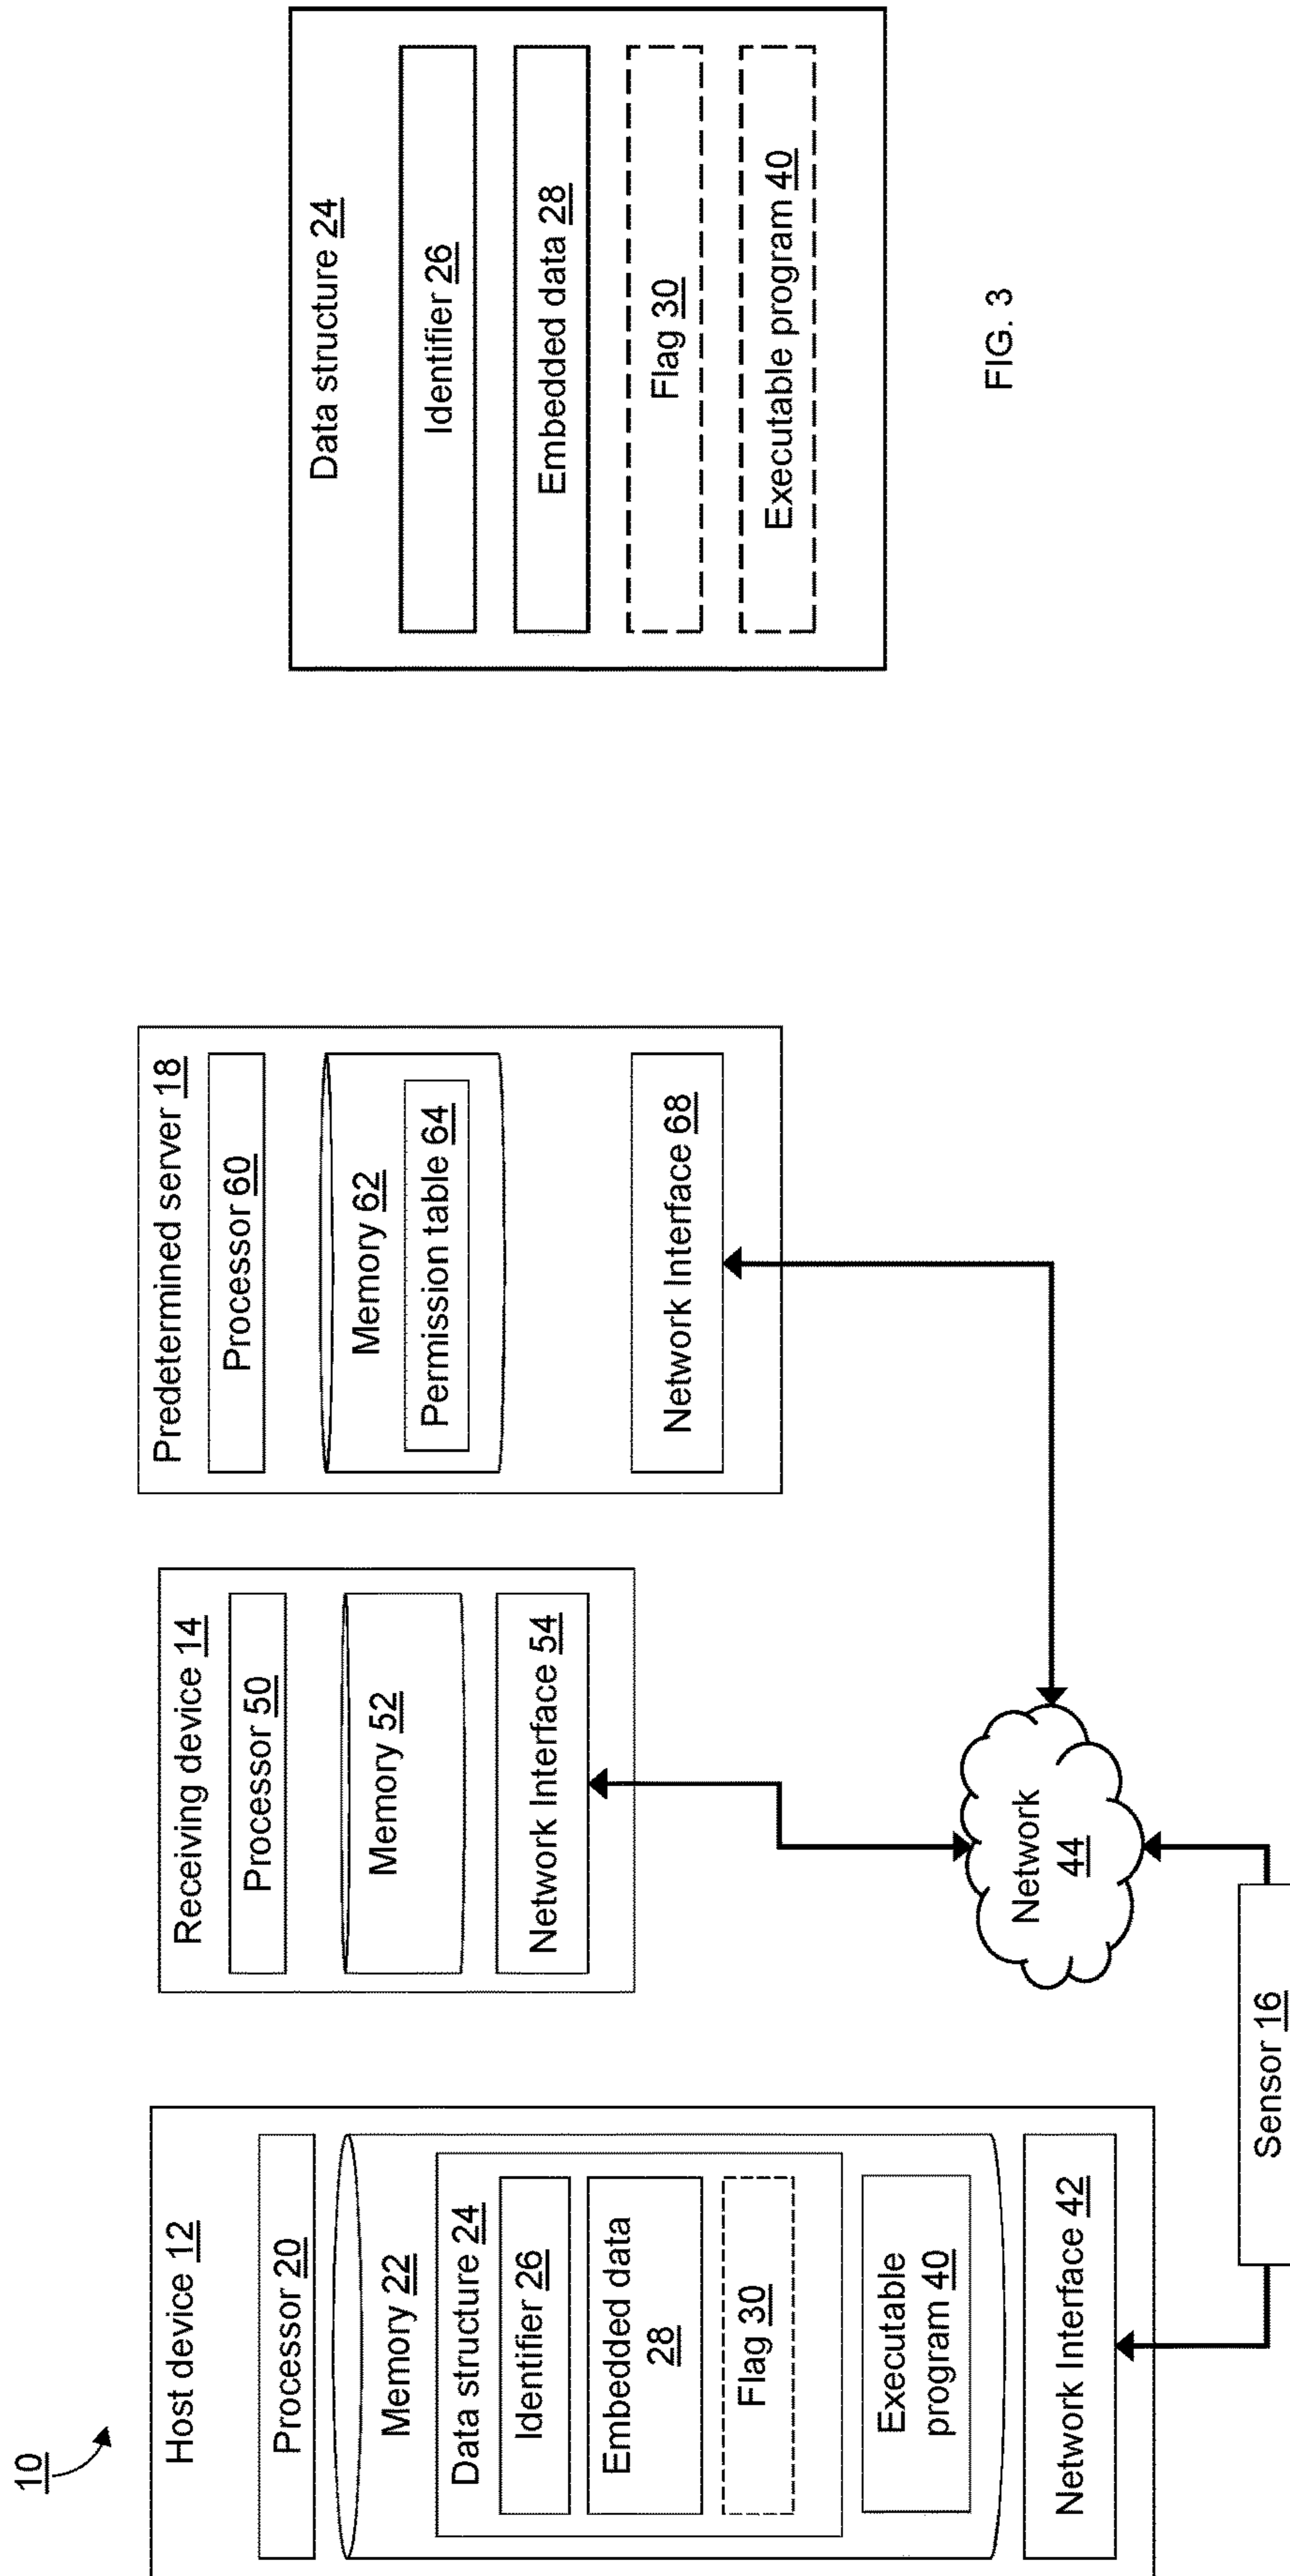 10
Host device 12
Processor 20
Memory 22
Data structure 24
Identifier 26
Embedded data
28
Flag 30
Executable
program 40
Network Interface 42
Receiving device 14
Processor 50
Memory 52
Network Interface 54
Predetermined server 18
Processor 60
Memory 62
Permission table 64
Network Interface 68
Network
44
Sensor 16
Data structure 24
Identifier 26
Embedded data 28
Flag 30
Executable program 40
FIG. 3